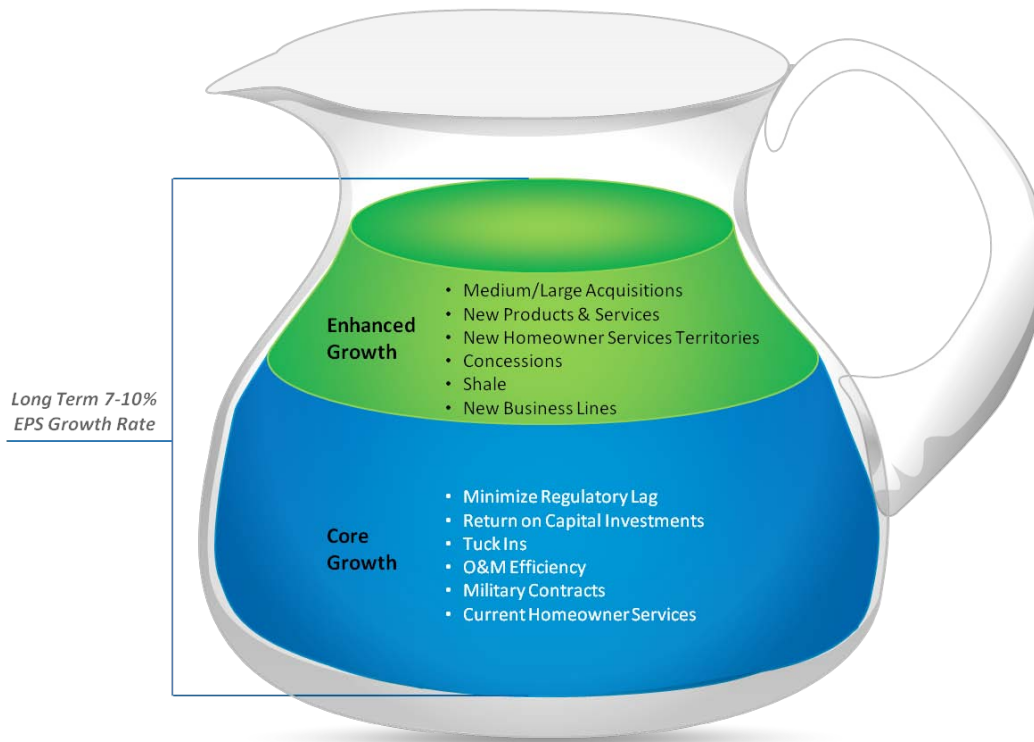 Long Term 7-10%
EPS Growth Rate
Enhanced
Growth
• Medium/Large Acquisitions
• New Products & Services
• New Homeowner Services Territories
• Concessions
• Shale
• New Business Lines
Core
Growth
▪ Minimize Regulatory Lag
▪ Return on Capital Investments
▪ Tuck Ins
▪ O&M Efficiency
▪ Military Contracts
▪ Current Homeowner Services